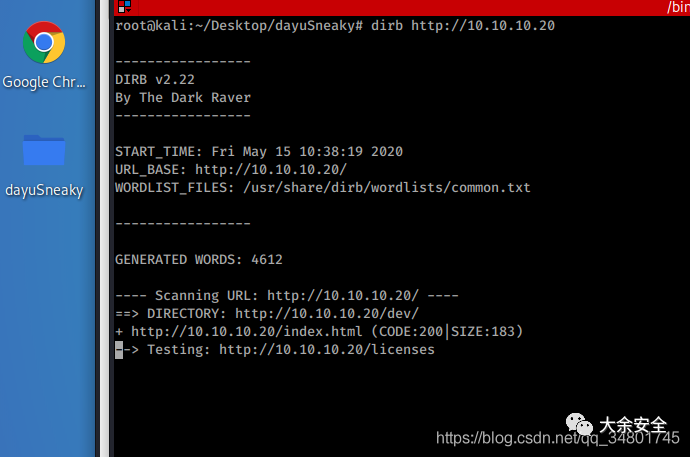 /bin
root@kali:~/Desktop/dayuSneaky# dirb http://10.10.10.20
-----------------
DIRB v2.22
By The Dark Raver
-----------------
START_TIME: Fri May 15 10:38:19 2020
URL_BASE: http://10.10.10.20/
WORDLIST_FILES: /usr/share/dirb/wordlists/common.txt
-----------------
GENERATED WORDS: 4612
---- Scanning URL: http://10.10.10.20/ ----
==> DIRECTORY: http://10.10.10.20/dev/
+ http://10.10.10.20/index.html (CODE:200|SIZE:183)
--> Testing: http://10.10.10.20/licenses
Google Chr...
dayuSneaky
大余安全
https://blog.csdn.net/qq_34801745